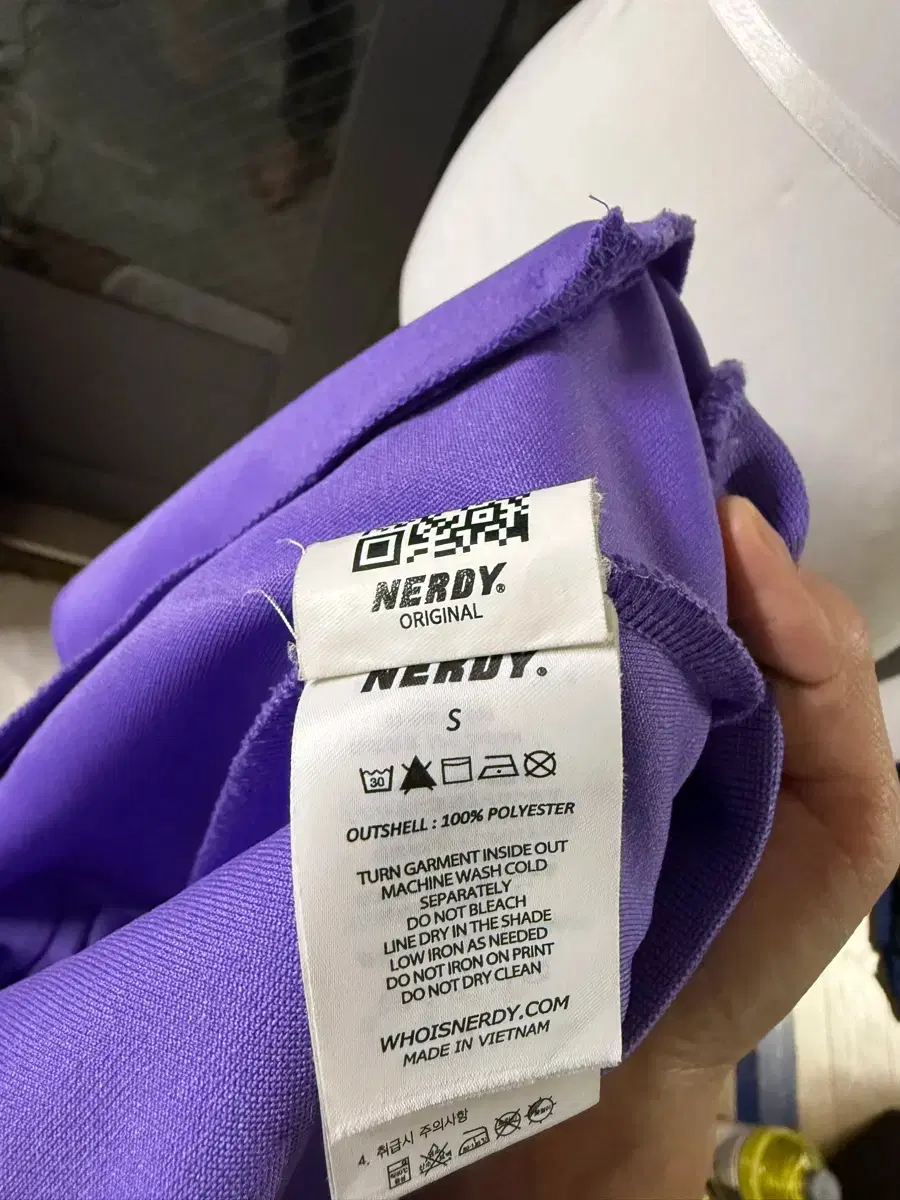 NERDY®
ORIGINAL
NERDY®
S
30
OUTSHELL : 100% POLYESTER
TURN GARMENT INSIDE OUT
MACHINE WASH COLD
SEPARATELY
DO NOT BLEACH
LINE DRY IN THE SHADE
LOW IRON AS NEEDED
DO NOT IRON ON PRINT
DO NOT DRY CLEAN
WHOISNERDY.COM
MADE IN VIETNAM
4. 취급시 주의사항